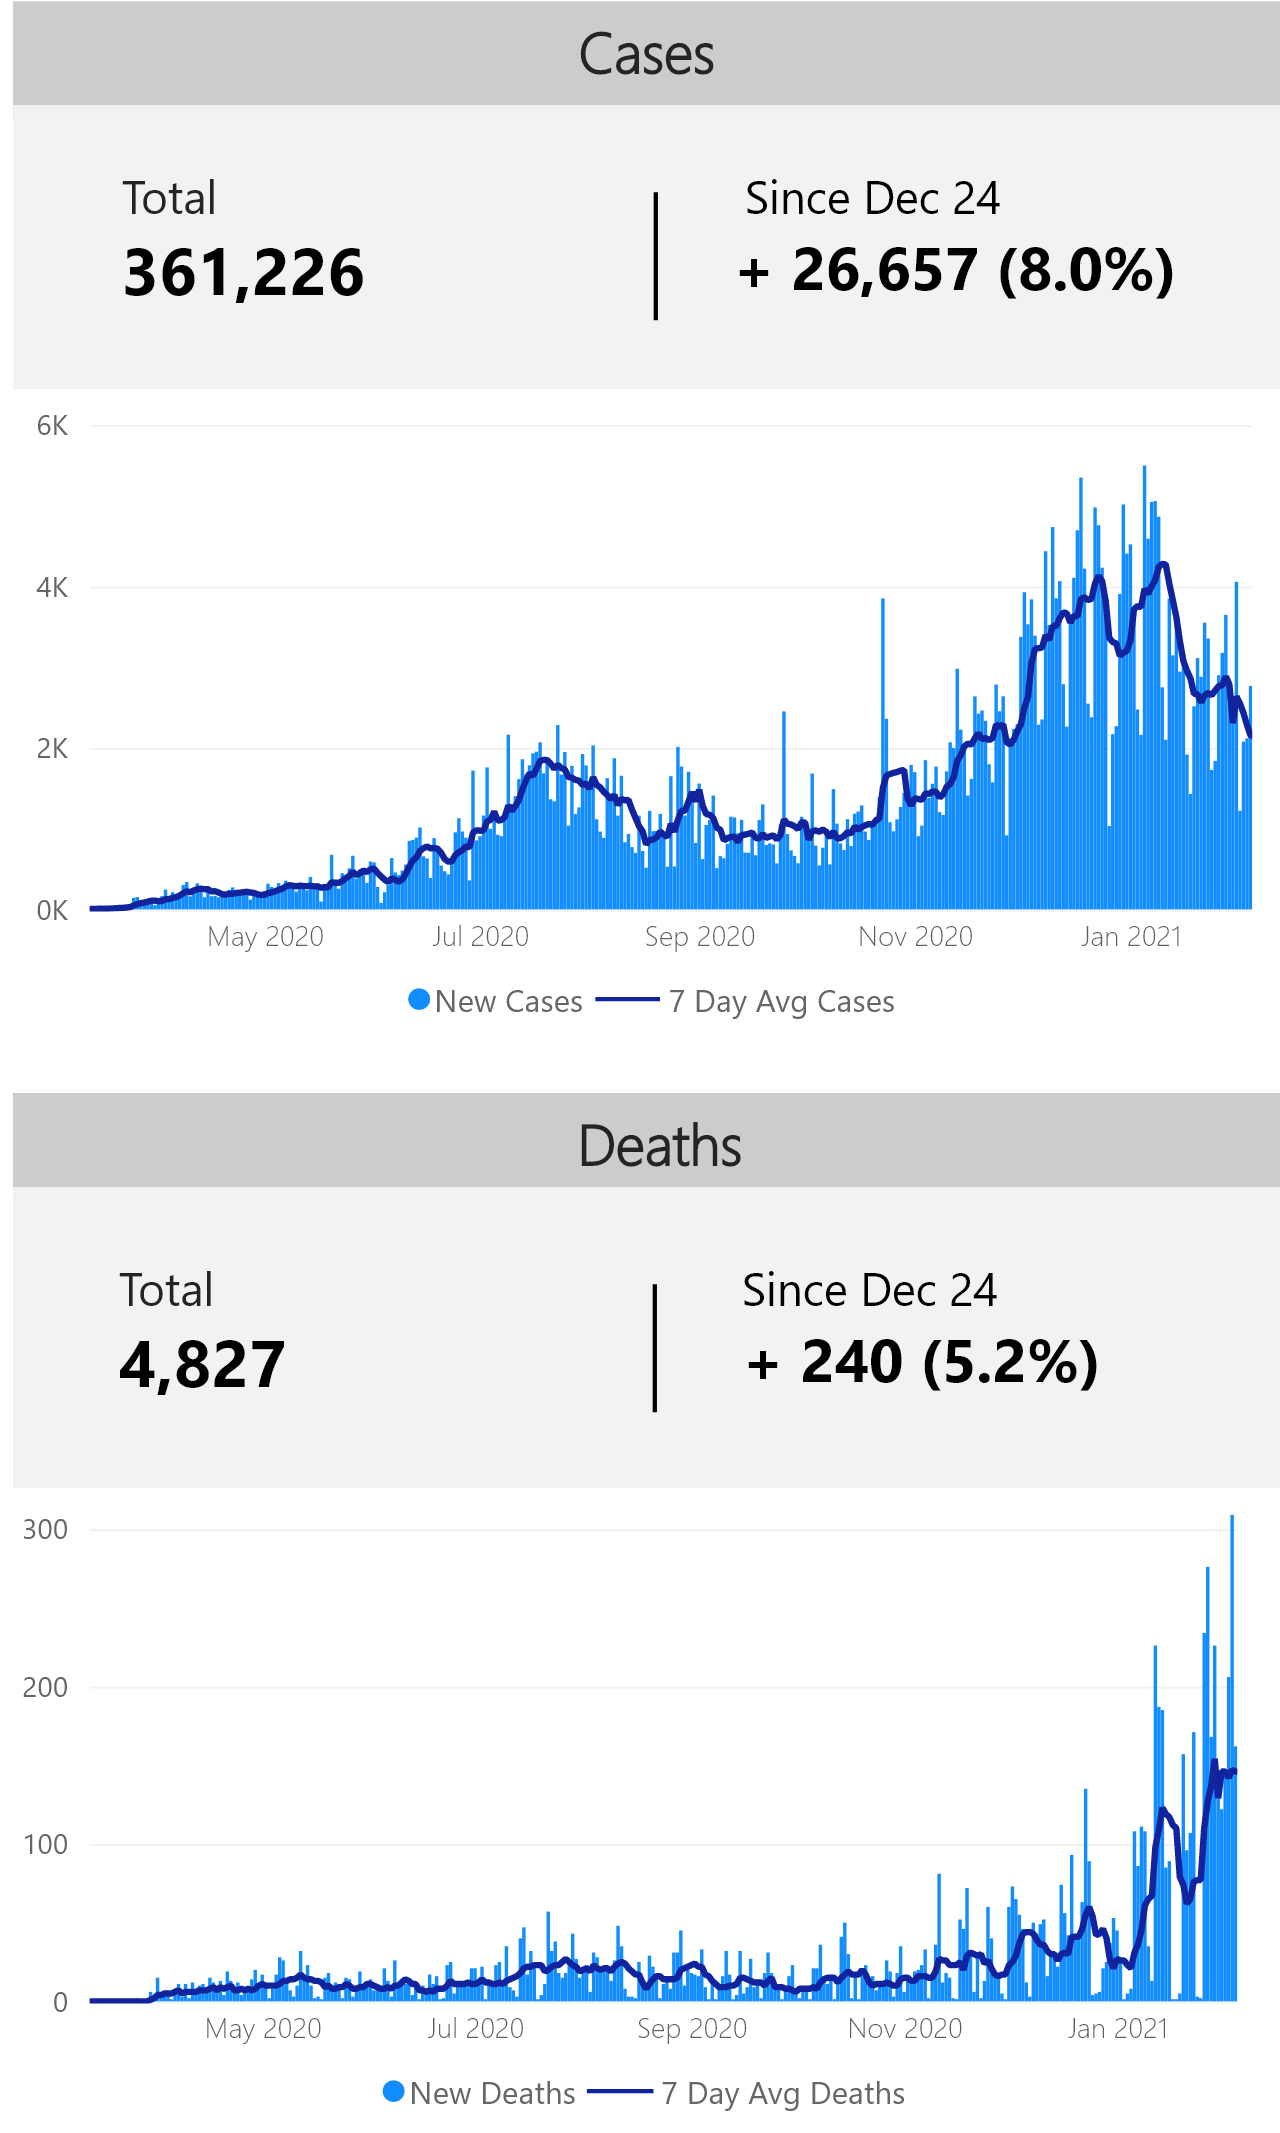 Cases
Total
Since Dec 24
361,226
+ 26,657 (8.0%)
6K
4K
2K
0K
May 2020
Jul 2020
Sep 2020
Nov 2020
Jan 2021
New Cases
7 Day Avg Cases
Deaths
Total
Since Dec 24
4,827
+ 240 (5.2%)
300
200
100
0
May 2020
Jul 2020
Sep 2020
Nov 2020
Jan 2021
New Deaths
7 Day Avg Deaths